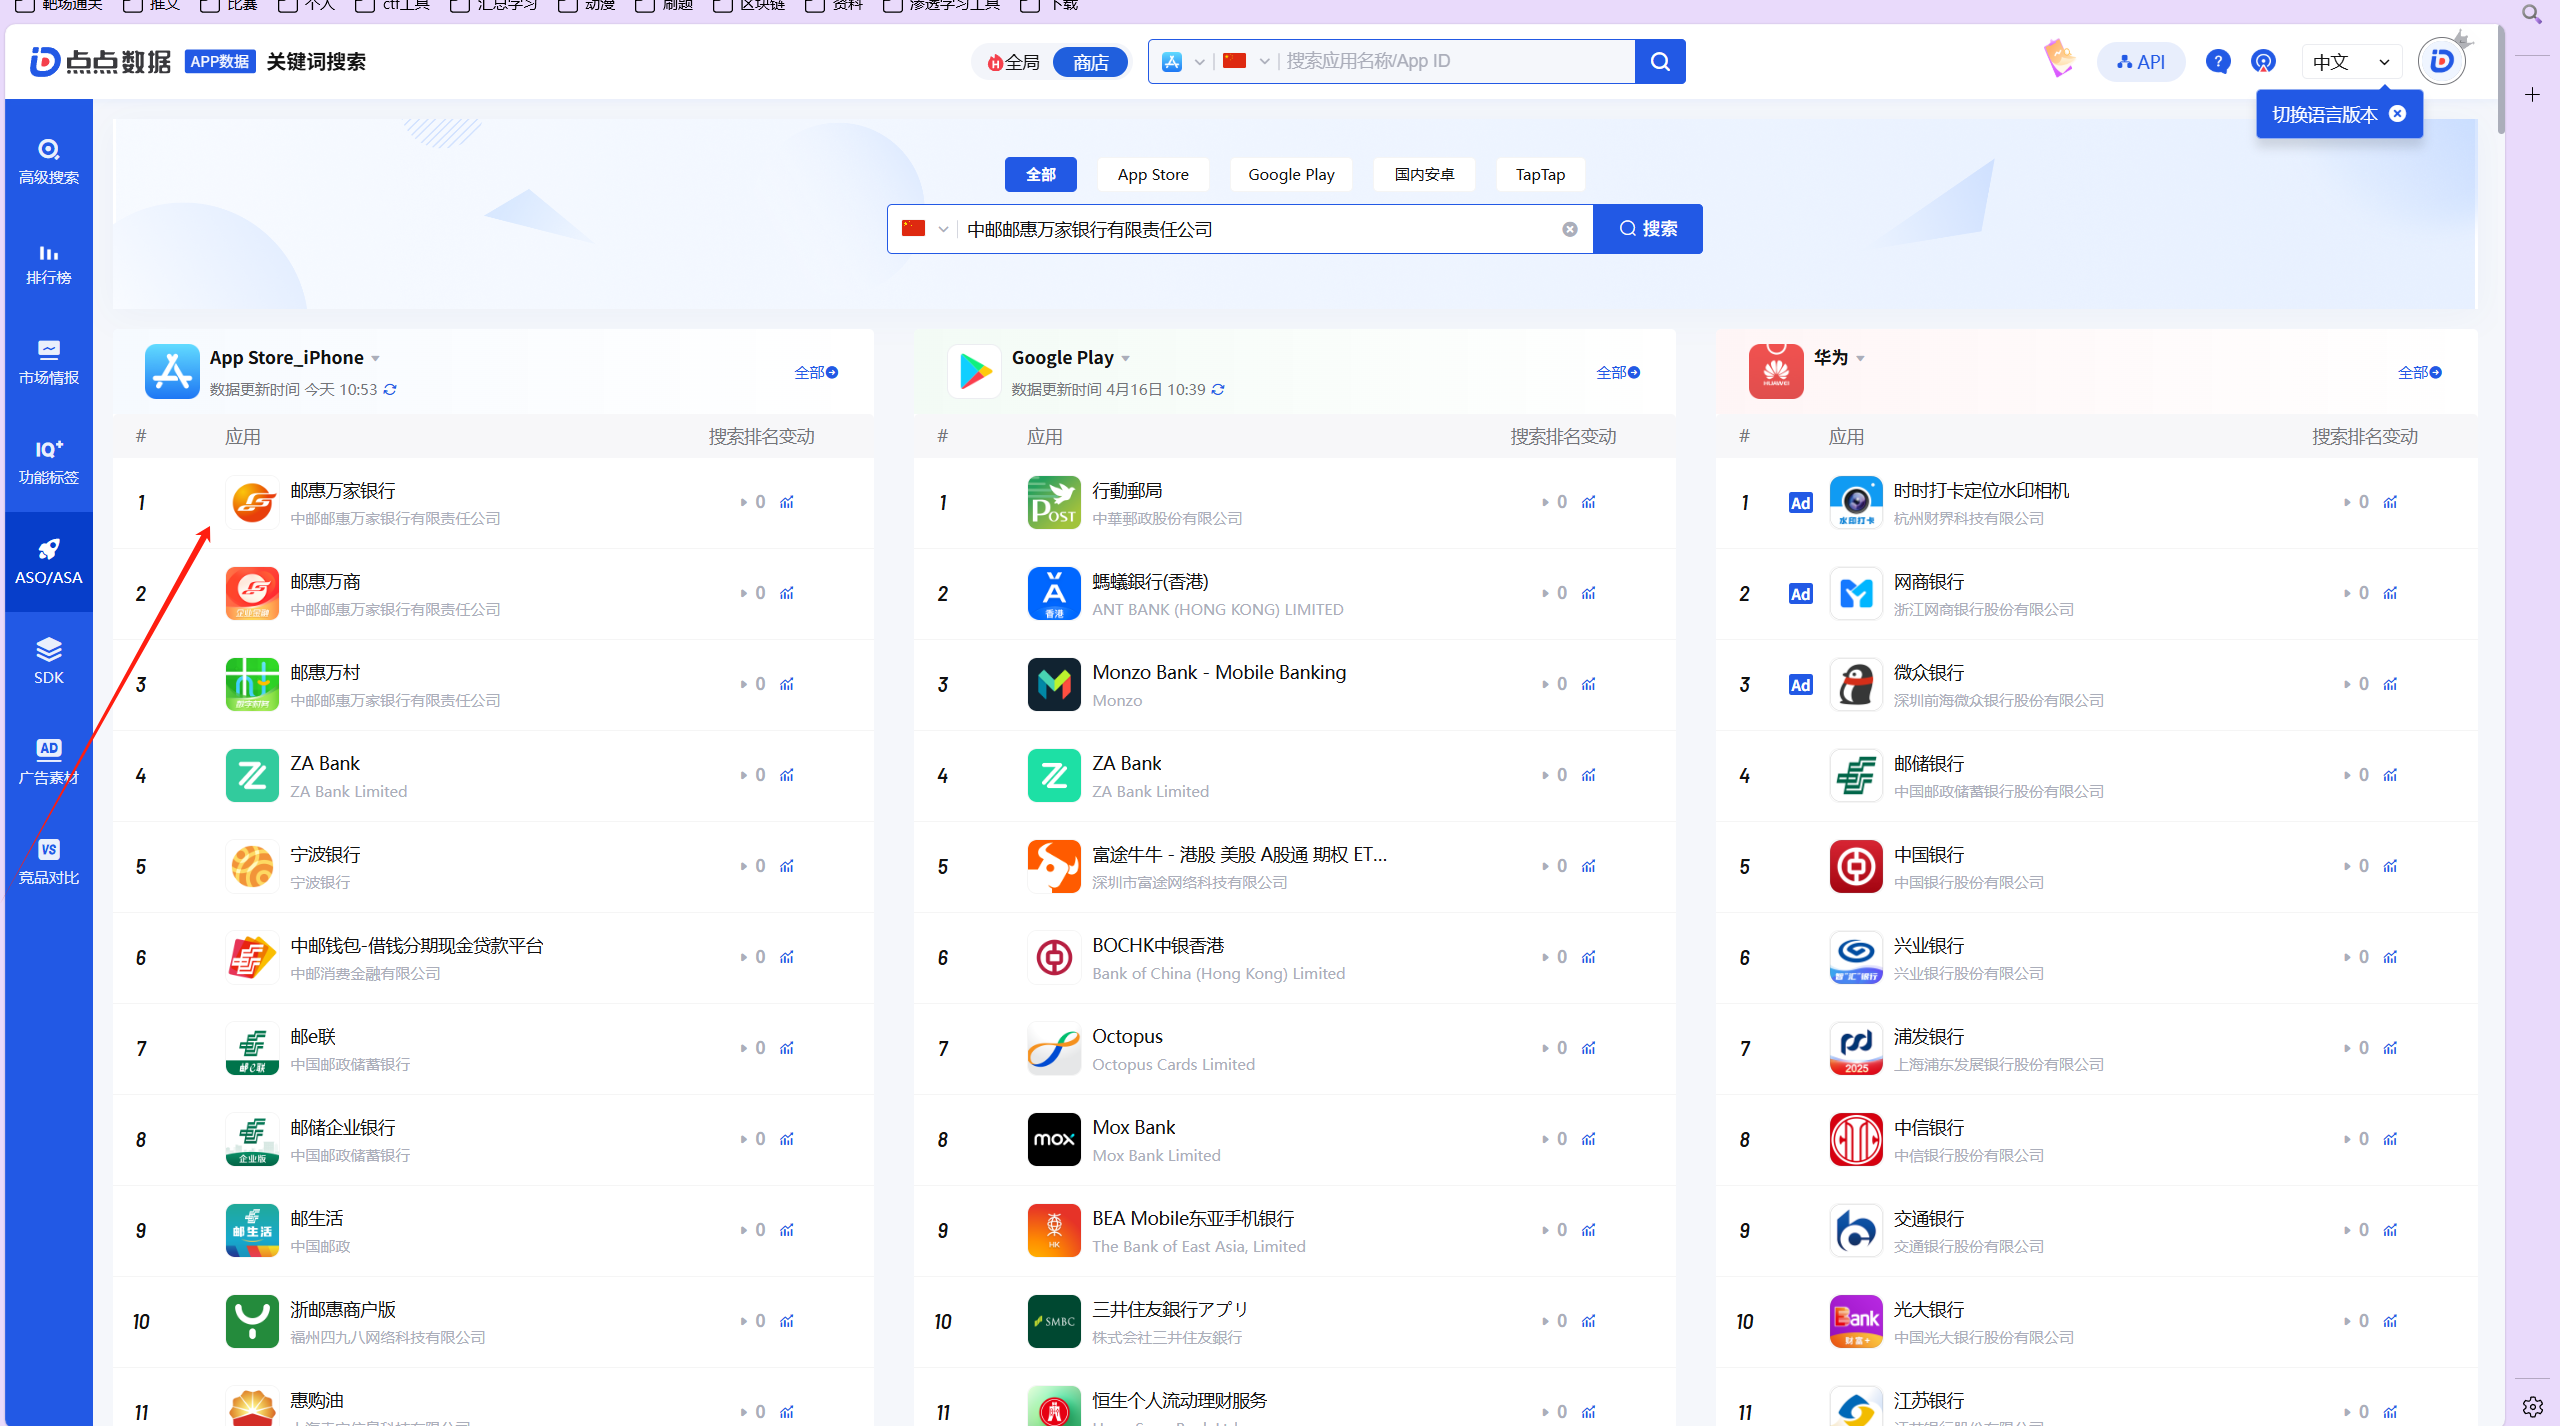 靶场通关 推文 比赛 个人 ctf工具 汇总学习 动漫 刷题 区块链 资料 渗透学习工具 下载
点点数据 APP数据 关键词搜索 全局 商店 搜索应用名称/App ID API 中文
切换语言版本
高级搜索
排行榜
市场情报
IQ+
功能标签
ASO/ASA
SDK
AD
广告素材
VS
竞品对比
全部 App Store Google Play 国内安卓 TapTap
中邮邮惠万家银行有限责任公司 搜索
App Store_iPhone
数据更新时间 今天 10:53
全部
# 应用 搜索排名变动
1 邮惠万家银行 0
中邮邮惠万家银行有限责任公司
2 邮惠万商 0
中邮邮惠万家银行有限责任公司
3 邮惠万村 0
中邮邮惠万家银行有限责任公司
4 ZA Bank 0
ZA Bank Limited
5 宁波银行 0
宁波银行
6 中邮钱包-借钱分期现金贷款平台 0
中邮消费金融有限公司
7 邮e联 0
中国邮政储蓄银行
8 邮储企业银行 0
企业版
中国邮政储蓄银行
9 邮生活 0
邮生活
中国邮政
10 浙邮惠商户版 0
福州四九八网络科技有限公司
11 惠购油 0
Google Play
数据更新时间 4月16日 10:39
全部
# 应用 搜索排名变动
1 行動郵局 0
POST
中華郵政股份有限公司
2 螞蟻銀行(香港) 0
香港
ANT BANK (HONG KONG) LIMITED
3 Monzo Bank - Mobile Banking 0
Monzo
4 ZA Bank 0
ZA Bank Limited
5 富途牛牛 - 港股 美股 A股通 期权 ET... 0
深圳市富途网络科技有限公司
6 BOCHK中银香港 0
Bank of China (Hong Kong) Limited
7 Octopus 0
Octopus Cards Limited
8 Mox Bank 0
mox
Mox Bank Limited
9 BEA Mobile东亚手机银行 0
HK
The Bank of East Asia, Limited
10 三井住友銀行アプリ 0
SMBC
株式会社三井住友銀行
11 恒生个人流动理财服务 0
华为
HUAWEI
全部
# 应用 搜索排名变动
1 Ad 时时打卡定位水印相机 0
水印打卡
杭州财界科技有限公司
2 Ad 网商银行 0
浙江网商银行股份有限公司
3 Ad 微众银行 0
深圳前海微众银行股份有限公司
4 邮储银行 0
中国邮政储蓄银行股份有限公司
5 中国银行 0
中国银行股份有限公司
6 兴业银行 0
兴业银行股份有限公司
7 浦发银行 0
2025
上海浦东发展银行股份有限公司
8 中信银行 0
中信银行股份有限公司
9 交通银行 0
交通银行股份有限公司
10 光大银行 0
Bank
财富+
中国光大银行股份有限公司
11 江苏银行 0